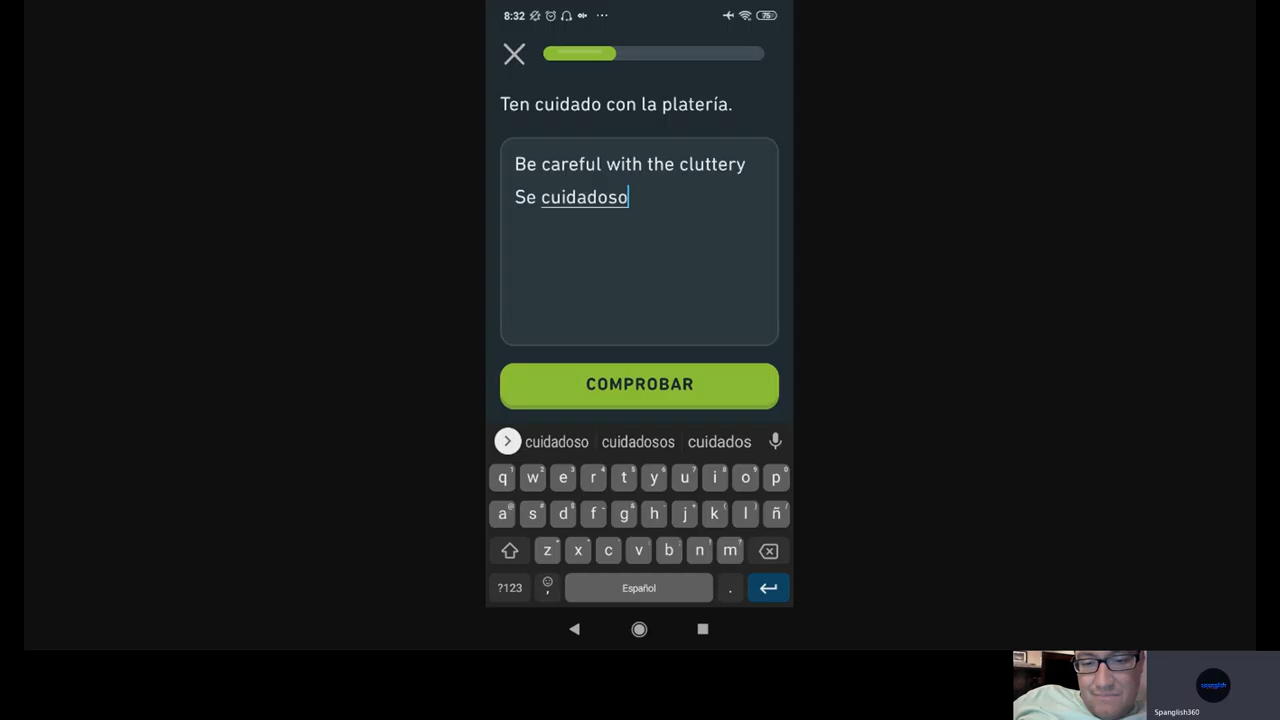 8:32
75
Ten cuidado con la platería.
Be careful with the cluttery
Se cuidadoso
COMPROBAR
cuidadoso cuidadosos cuidados
q w e r t y u i o p
a s d f g h j k l ñ
z x c v b n m
?123 , Español .
Spanglish360